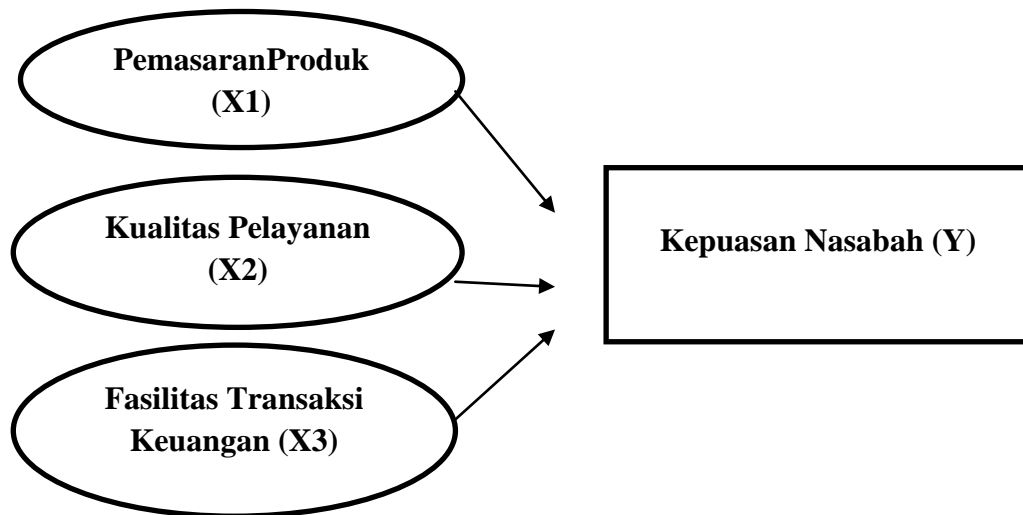 PemasaranProduk
(X1)
Kualitas Pelayanan
(X2)
Kepuasan Nasabah (Y)
Fasilitas Transaksi
Keuangan (X3)